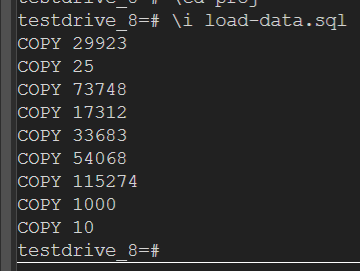 testdrive_8=# \cd proj
testdrive_8=# \i load-data.sql
COPY 29923
COPY 25
COPY 73748
COPY 17312
COPY 33683
COPY 54068
COPY 115274
COPY 1000
COPY 10
testdrive_8=#